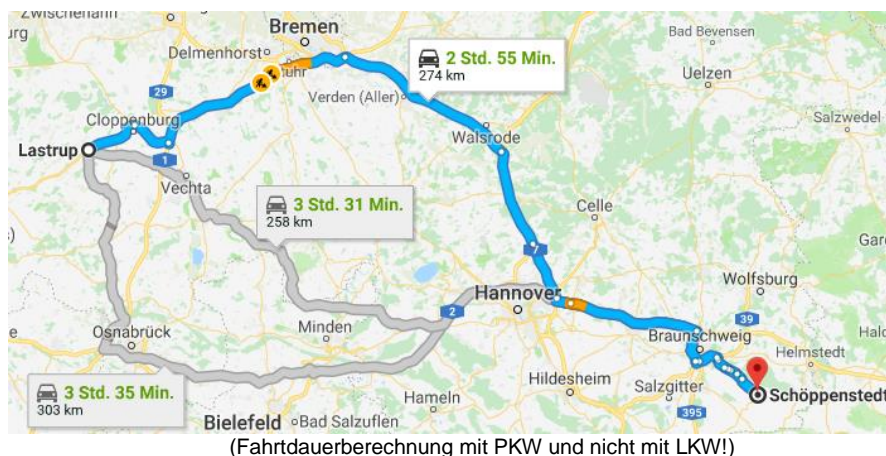 Zwischenahn
Bremen
Delmenhorst
Bad Bevensen
2 Std. 55 Min.
274 km
Uelzen
29
Verden (Aller)
Cloppenburg
Salzwedel
Walsrode
Lastrup
1
Vechta
3 Std. 31 Min.
258 km
Celle
7
Hannover
Wolfsburg
2
39
Osnabrück
Minden
Braunschweig
Helmstedt
3 Std. 35 Min.
303 km
Hildesheim
Salzgitter
Schöppenstedt
Hameln
395
Bielefeld
Bad Salzuflen
(Fahrtdauerberechnung mit PKW und nicht mit LKW!)